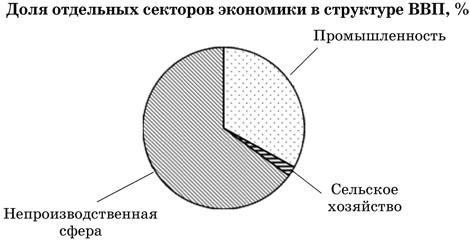 Доля отдельных секторов экономики в структуре ВВП, %
Промышленность
Сельское
хозяйство
Непроизводственная
сфера